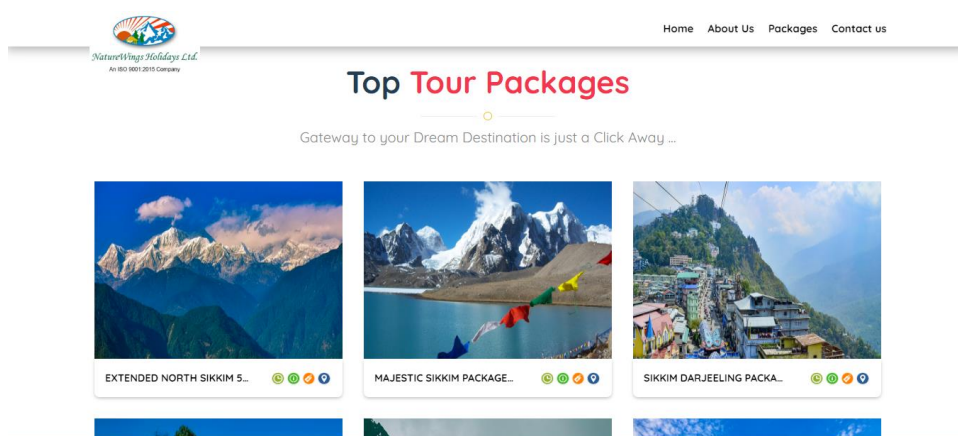 Home About Us Packages Contact us
NatureWings Holidays Ltd.
An ISO 9001:2015 Company
Top Tour Packages
Gateway to your Dream Destination is just a Click Away ...
EXTENDED NORTH SIKKIM 5...
MAJESTIC SIKKIM PACKAGE...
SIKKIM DARJEELING PACKA...